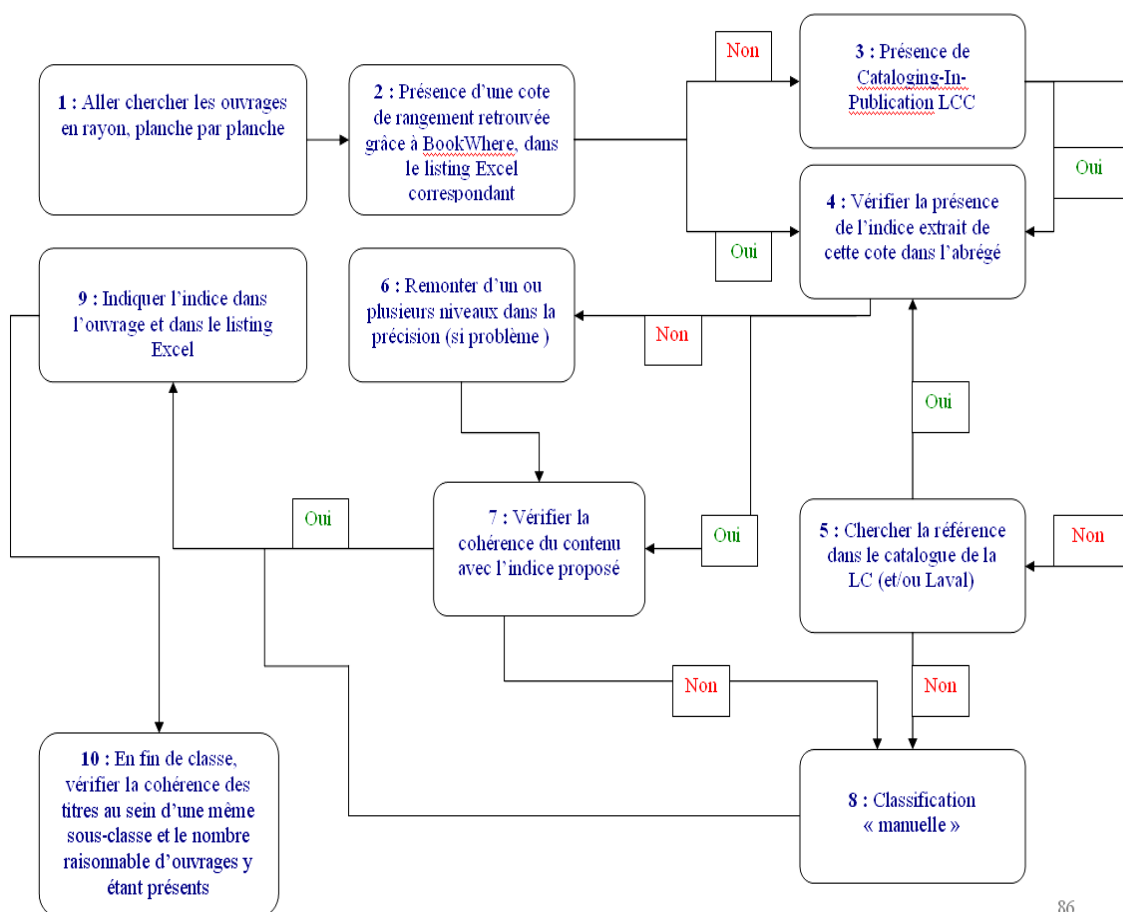 1 : Aller chercher les ouvrages
en rayon, planche par planche
2 : Présence d'une cote
de rangement retrouvée
grâce à BookWhere, dans
le listing Excel
correspondant
Non
3 : Présence de
Cataloging-In-
Publication LCC
Oui
Oui
4 : Vérifier la présence
de l'indice extrait de
cette cote dans l'abrégé
9 : Indiquer l'indice dans
l'ouvrage et dans le listing
Excel
6 : Remonter d'un ou
plusieurs niveaux dans la
précision (si problème )
Non
Oui
Oui
7 : Vérifier la
cohérence du contenu
avec l'indice proposé
Oui
5 : Chercher la référence
dans le catalogue de la
LC (et/ou Laval)
Non
Non
Non
10 : En fin de classe,
vérifier la cohérence des
titres au sein d'une même
sous-classe et le nombre
raisonnable d'ouvrages y
étant présents
8 : Classification
« manuelle »
86